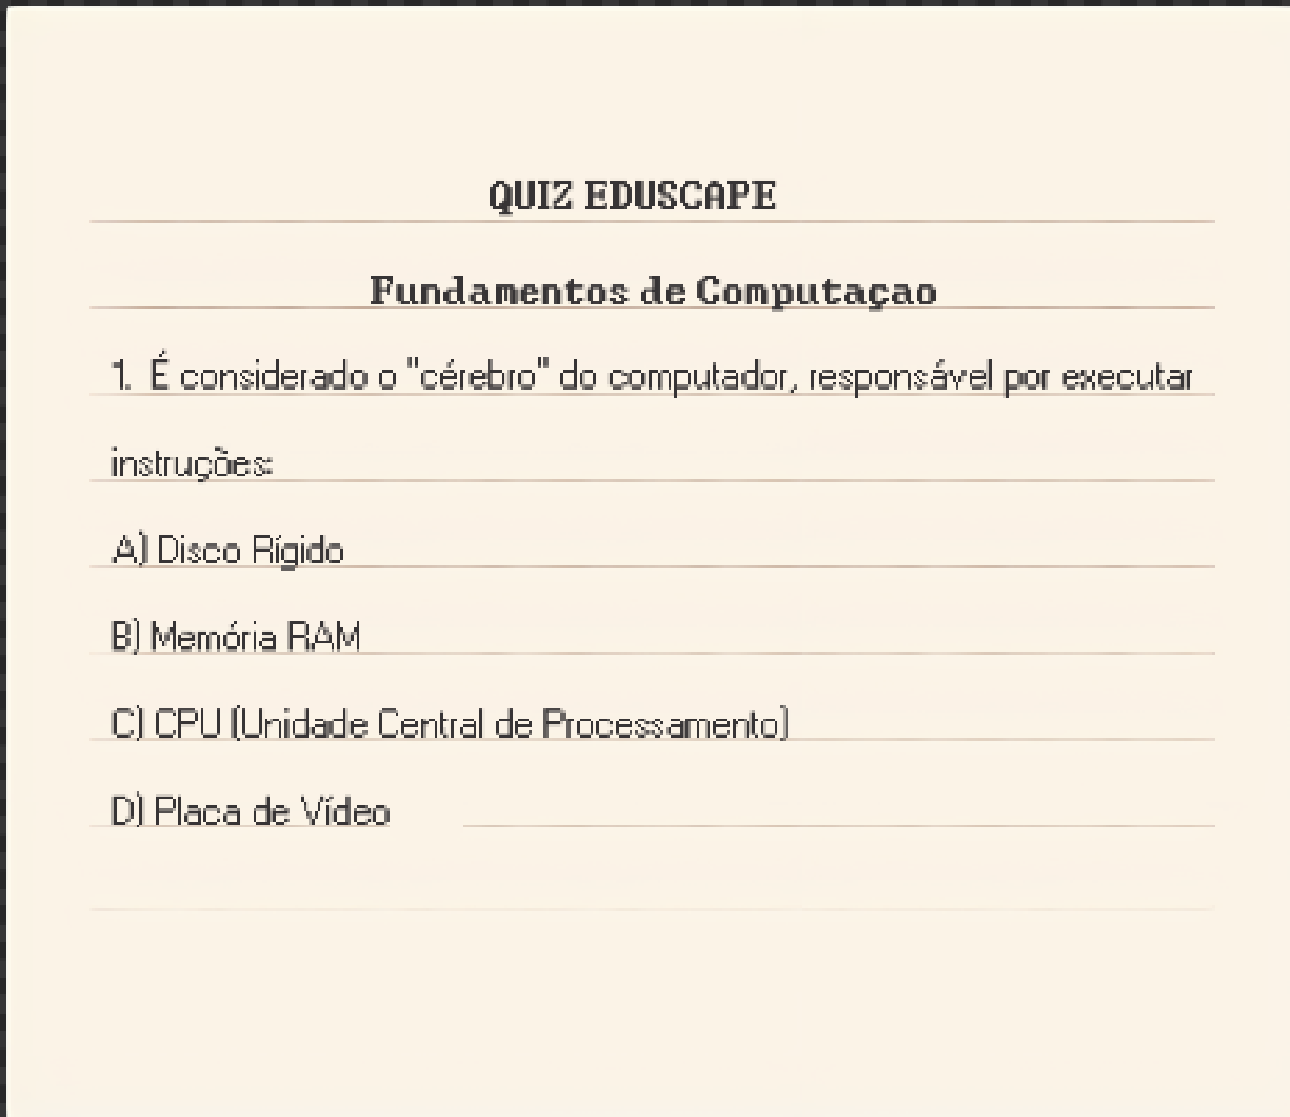 QUIZ EDUSCAPE
Fundamentos de Computaçao
1. É considerado o "cérebro" do computador, responsável por executar
instruções:
A) Disco Rígido
B) Memória RAM
C) CPU (Unidade Central de Processamento)
D) Placa de Vídeo